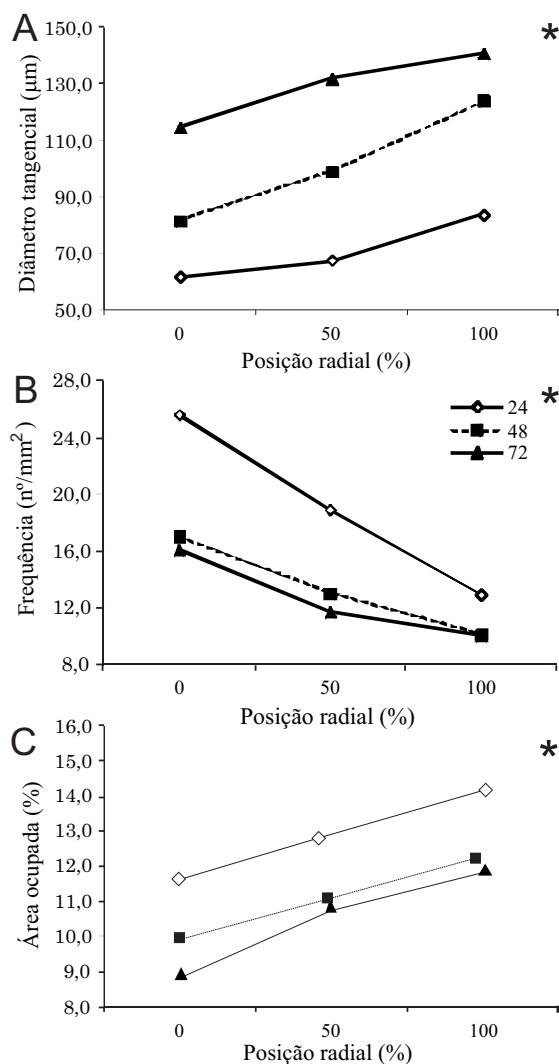 A
*
150,0
130,0
110,0
90,0
70,0
50,0
Diâmetro tangencial (µm)
0 50 100
Posição radial (%)
B
*
28,0
24,0
20,0
16,0
12,0
8,0
Frequência (nº/mm²)
24
48
72
0 50 100
Posição radial (%)
C
*
16,0
15,0
14,0
13,0
12,0
11,0
10,0
9,0
8,0
Área ocupada (%)
0 50 100
Posição radial (%)